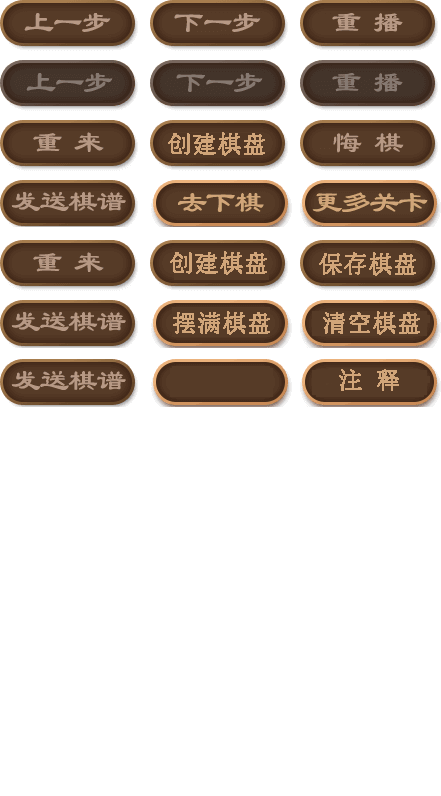 上一步 下一步 重 播
上一步 下一步 重 播
重 来 创建棋盘 悔 棋
发送棋谱 去下棋 更多关卡
重 来 创建棋盘 保存棋盘
发送棋谱 摆满棋盘 清空棋盘
发送棋谱 注 释